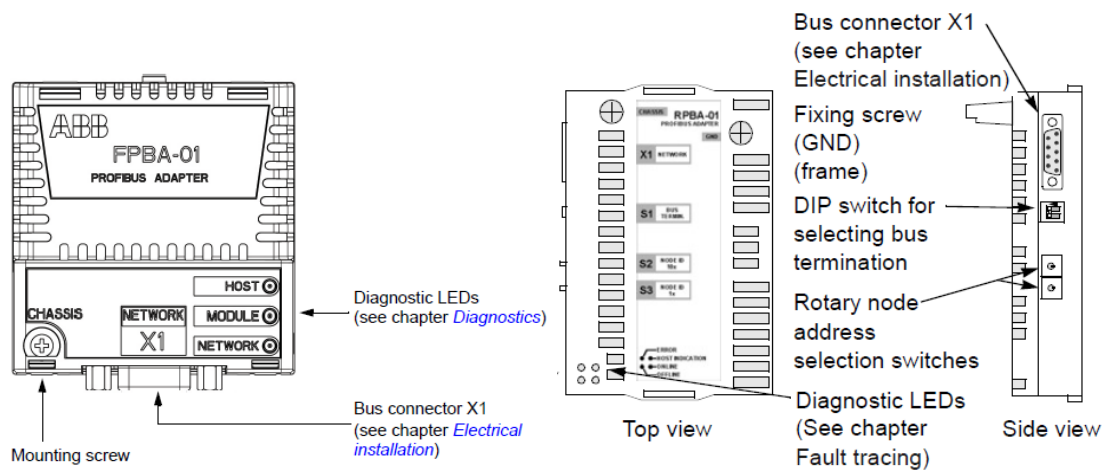 ABB
FPBA-01
PROFIBUS ADAPTER
HOST
CHASSIS
NETWORK
X1
MODULE
NETWORK
Mounting screw
Diagnostic LEDs
(see chapter Diagnostics)
Bus connector X1
(see chapter Electrical
installation)
CHASSIS
RPBA-01
PROFIBUS ADAPTER
GND
X1 NETWORK
S1 BUS
TERMIN.
S2 NODE ID
10x
S3 NODE ID
1x
ERROR
HOST INDICATION
ONLINE
OFFLINE
Top view
Bus connector X1
(see chapter
Electrical installation)
Fixing screw
(GND)
(frame)
DIP switch for
selecting bus
termination
Rotary node
address
selection switches
Diagnostic LEDs
(See chapter
Fault tracing)
Side view